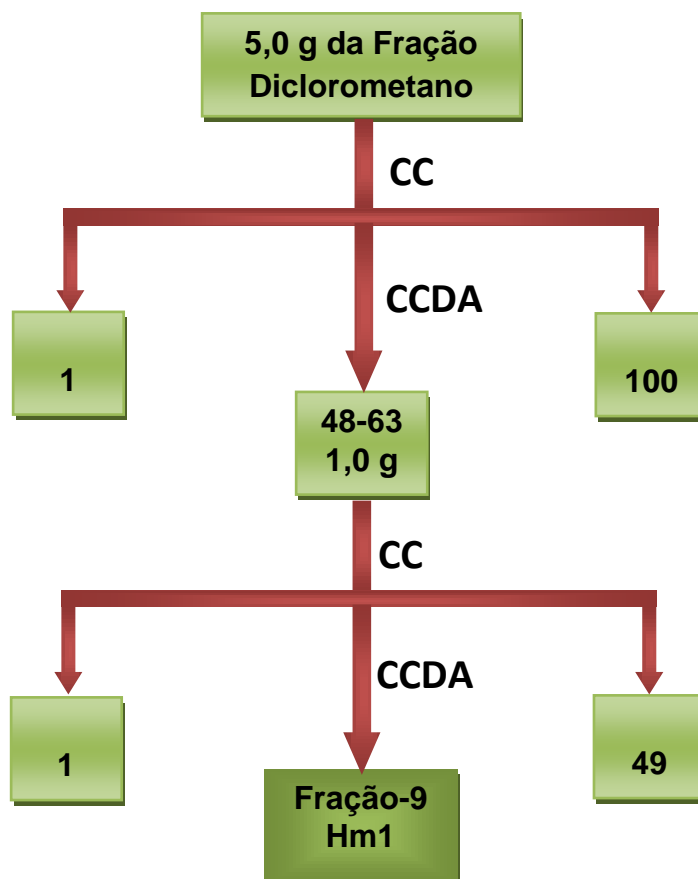 5,0 g da Fração
Diclorometano
CC
CCDA
1
100
48-63
1,0 g
CC
CCDA
1
49
Fração-9
Hm1